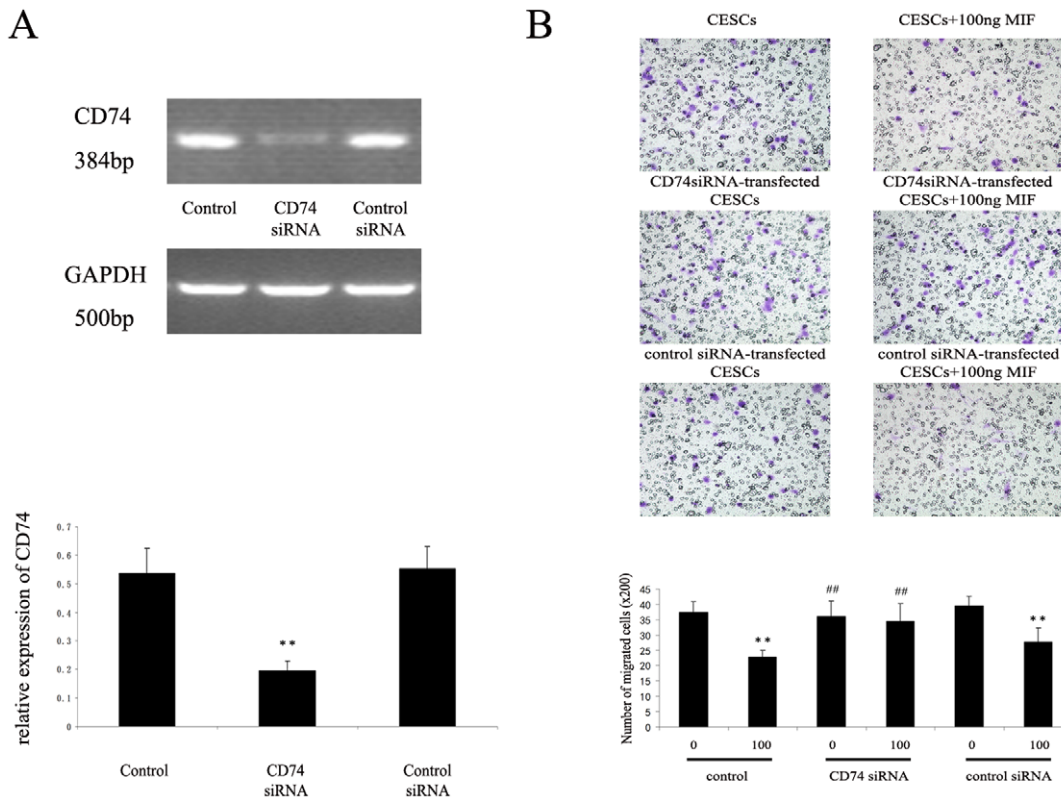 A
CD74
384bp
Control
CD74
siRNA
Control
siRNA
GAPDH
500bp
relative expression of CD74
0.7
0.6
0.5
0.4
0.3
0.2
0.1
0
**
Control
CD74
siRNA
Control
siRNA
B
CESCs
CESCs+100ng MIF
CD74siRNA-transfected
CESCs
CD74siRNA-transfected
CESCs+100ng MIF
control siRNA-transfected
CESCs
control siRNA-transfected
CESCs+100ng MIF
Number of migrated cells (x200)
45
40
35
30
25
20
15
10
5
0
**
##
##
**
0
100
0
100
0
100
control
CD74 siRNA
control siRNA